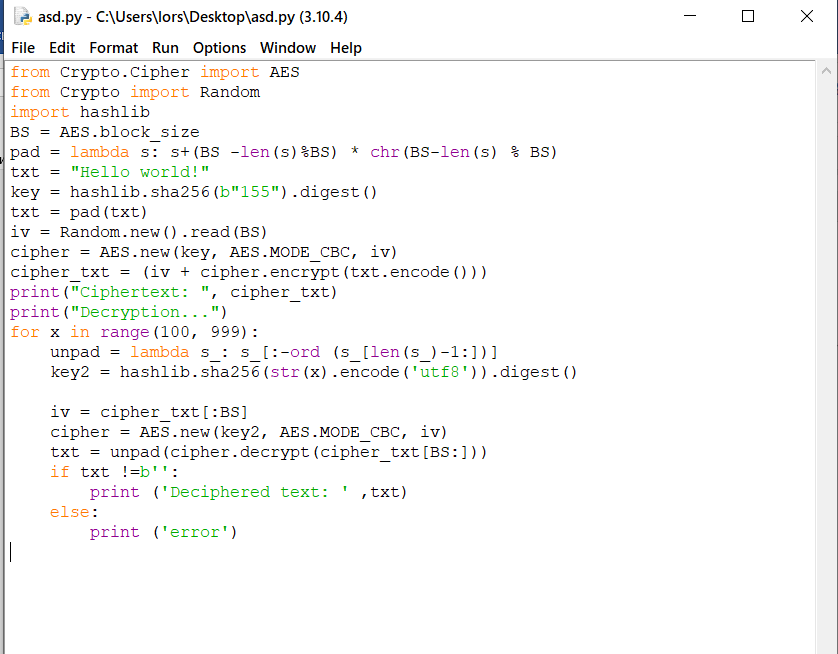 asd.py - C:\Users\lors\Desktop\asd.py (3.10.4)
File Edit Format Run Options Window Help
from Crypto.Cipher import AES
from Crypto import Random
import hashlib
BS = AES.block_size
pad = lambda s: s+(BS -len(s)%BS) * chr(BS-len(s) % BS)
txt = "Hello world!"
key = hashlib.sha256(b"155").digest()
txt = pad(txt)
iv = Random.new().read(BS)
cipher = AES.new(key, AES.MODE_CBC, iv)
cipher_txt = (iv + cipher.encrypt(txt.encode()))
print("Ciphertext: ", cipher_txt)
print("Decryption...")
for x in range(100, 999):
    unpad = lambda s_: s_[:-ord (s_[len(s_)-1:])]
    key2 = hashlib.sha256(str(x).encode('utf8')).digest()

    iv = cipher_txt[:BS]
    cipher = AES.new(key2, AES.MODE_CBC, iv)
    txt = unpad(cipher.decrypt(cipher_txt[BS:]))
    if txt !=b'':
        print ('Deciphered text: ' ,txt)
    else:
        print ('error')